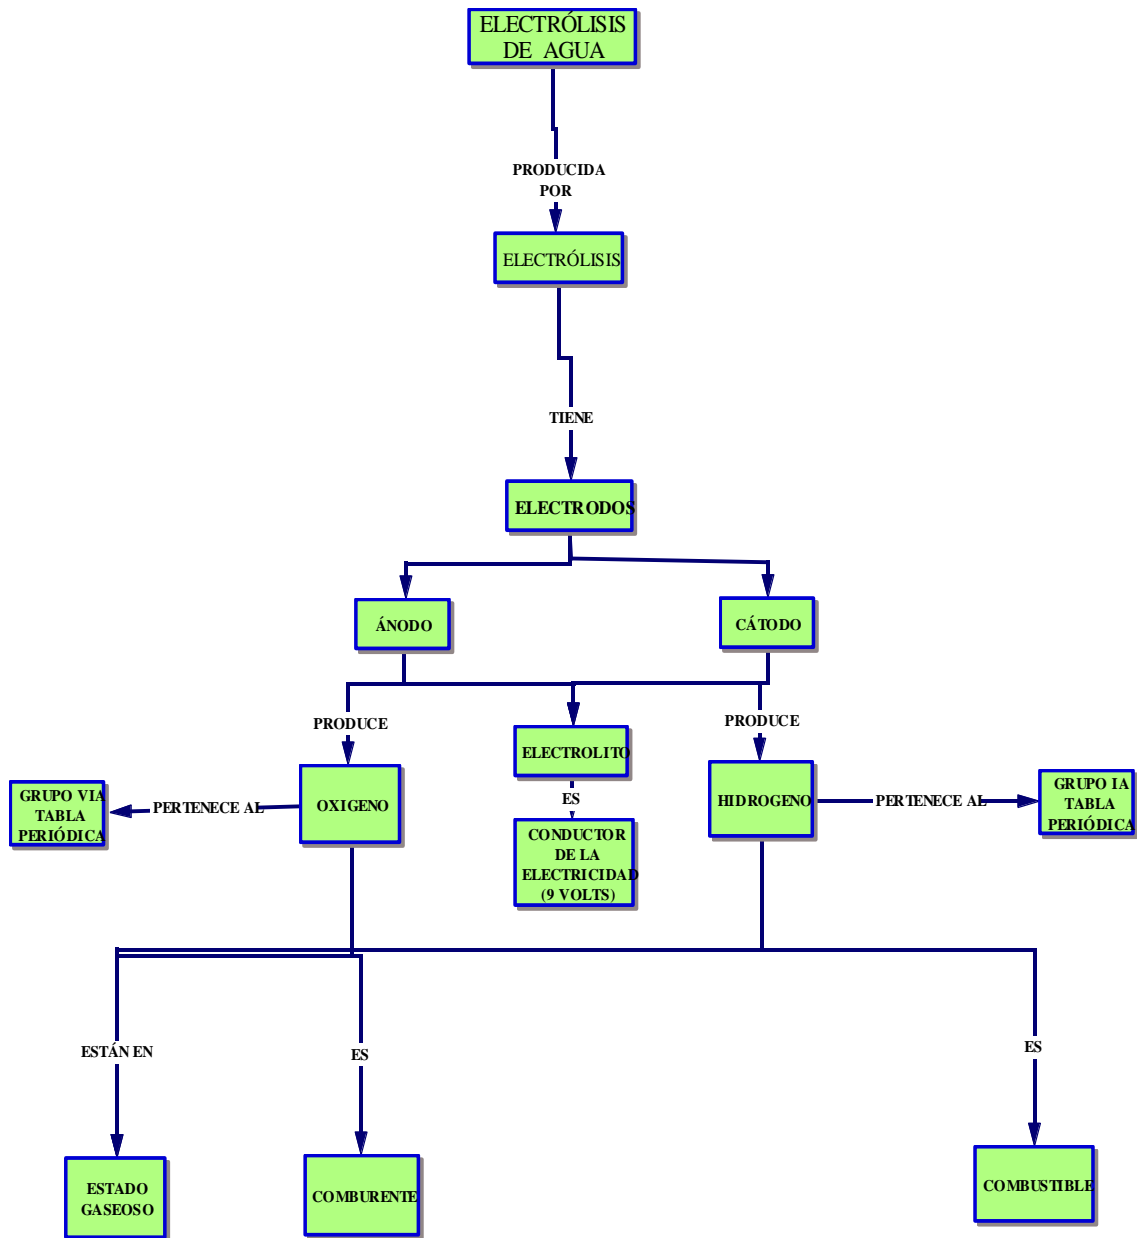 ELECTRÓLISIS
DE AGUA
PRODUCIDA
POR
ELECTRÓLISIS
TIENE
ELECTRODOS
ÁNODO
CÁTODO
PRODUCE
PRODUCE
ELECTROLITO
ES
OXIGENO
HIDROGENO
PERTENECE AL
PERTENECE AL
GRUPO VIA
TABLA
PERIÓDICA
GRUPO IA
TABLA
PERIÓDICA
CONDUCTOR
DE LA
ELECTRICIDAD
(9 VOLTS)
ESTÁN EN
ES
ES
ESTADO
GASEOSO
COMBURENTE
COMBUSTIBLE